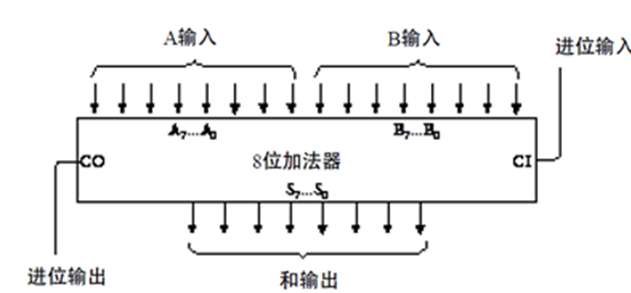 A输入
B输入
进位输入
A7...A0
B7...B0
CO
8位加法器
CI
S7...S0
进位输出
和输出